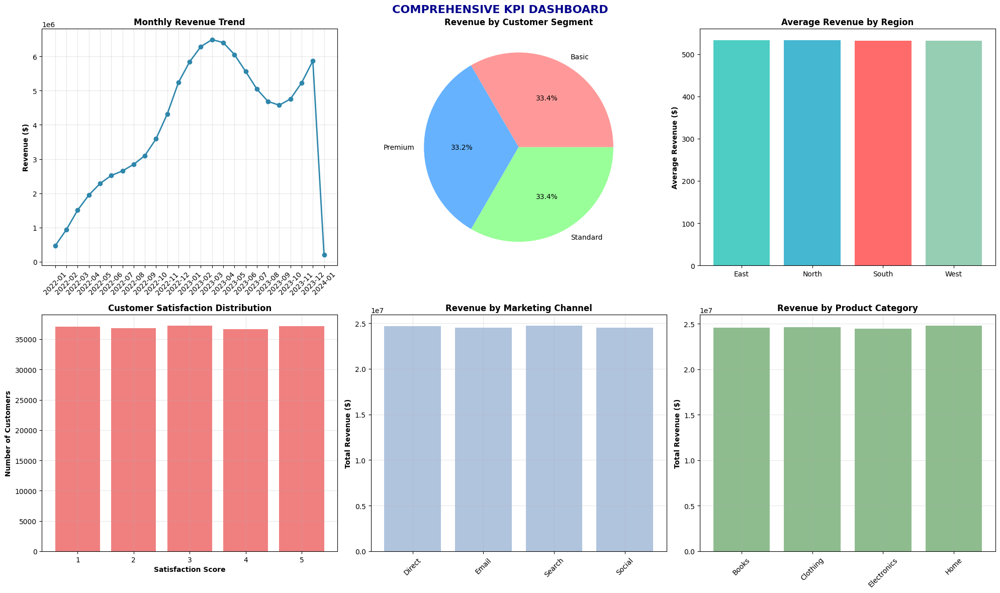 COMPREHENSIVE KPI DASHBOARD
Monthly Revenue Trend
1e6
Revenue ($)
6
5
4
3
2
1
0
2022-01
2022-02
2022-03
2022-04
2022-05
2022-06
2022-07
2022-08
2022-09
2022-10
2022-11
2022-12
2023-01
2023-02
2023-03
2023-04
2023-05
2023-06
2023-07
2023-08
2023-09
2023-10
2023-11
2023-12
2024-01
Revenue by Customer Segment
Basic
33.4%
Premium
33.2%
33.4%
Standard
Average Revenue by Region
Average Revenue ($)
500
400
300
200
100
0
East
North
South
West
Customer Satisfaction Distribution
Number of Customers
35000
30000
25000
20000
15000
10000
5000
0
1
2
3
4
5
Satisfaction Score
Revenue by Marketing Channel
1e7
Total Revenue ($)
2.5
2.0
1.5
1.0
0.5
0.0
Direct
Email
Search
Social
Revenue by Product Category
1e7
Total Revenue ($)
2.5
2.0
1.5
1.0
0.5
0.0
Books
Clothing
Electronics
Home